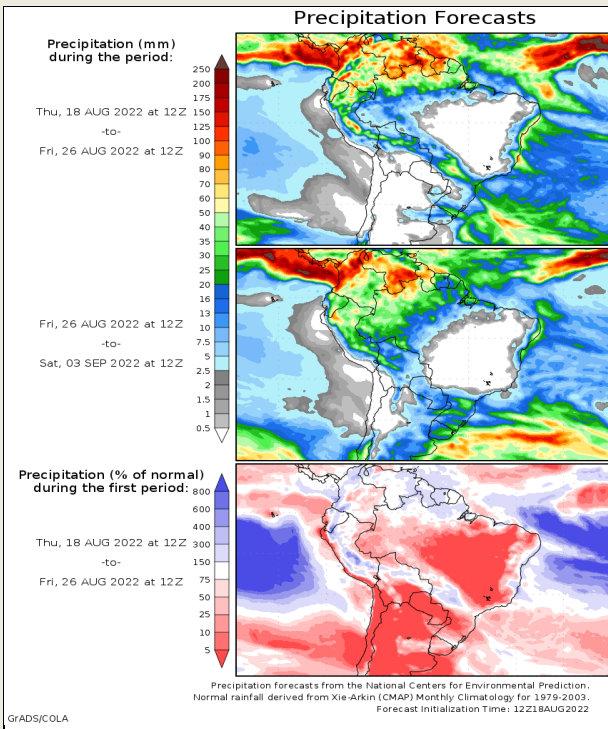 Precipitation Forecasts
Precipitation (mm)
during the period:
Thu, 18 AUG 2022 at 12Z
-to-
Fri, 26 AUG 2022 at 12Z
250
200
175
150
125
100
90
80
70
60
50
40
35
30
25
20
16
13
10
7.5
5
2.5
2
1.5
1
0.5
Fri, 26 AUG 2022 at 12Z
-to-
Sat, 03 SEP 2022 at 12Z
Precipitation (% of normal)
during the first period:
Thu, 18 AUG 2022 at 12Z
-to-
Fri, 26 AUG 2022 at 12Z
800
600
400
300
150
75
50
25
10
5
Precipitation forecasts from the National Centers for Environmental Prediction.
Normal rainfall derived from Xie-Arkin (CMAP) Monthly Climatology for 1979-2003.
Forecast Initialization Time: 12Z18AUG2022
GrADS/COLA